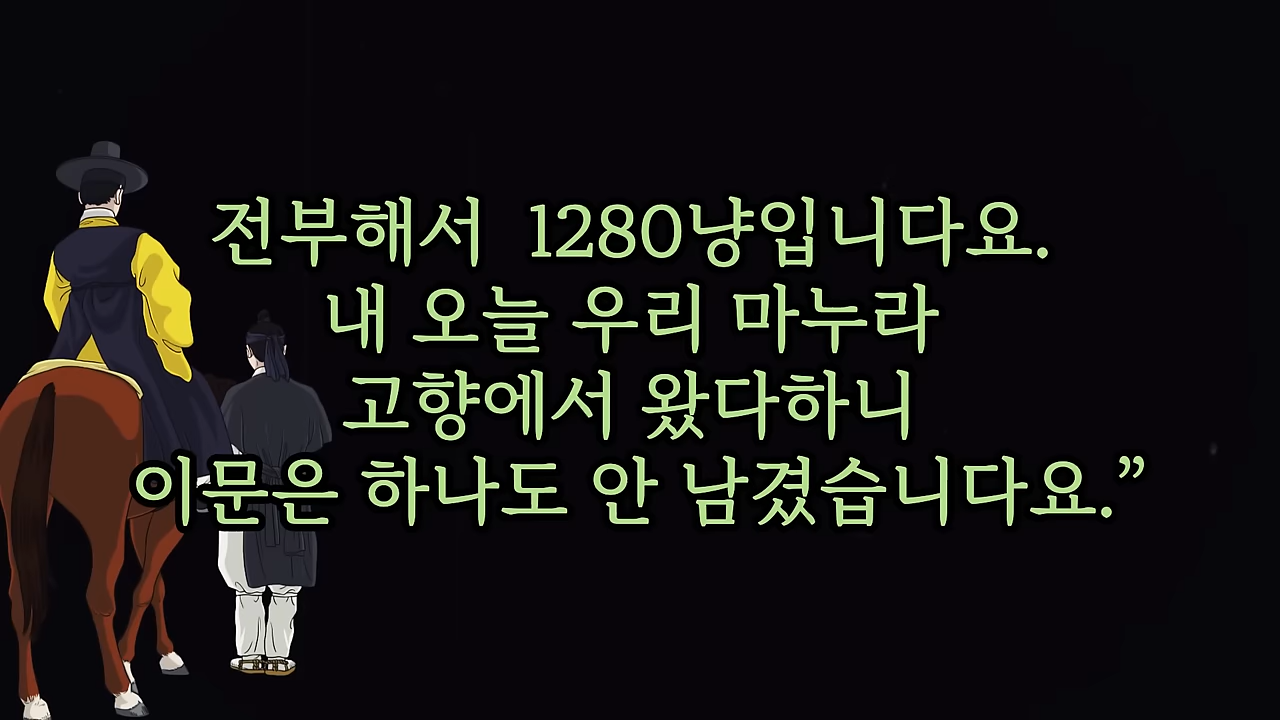 전부해서  1280냥입니다요.
내 오늘 우리 마누라
고향에서 왔다하니
이문은 하나도 안 남겼습니다요.”